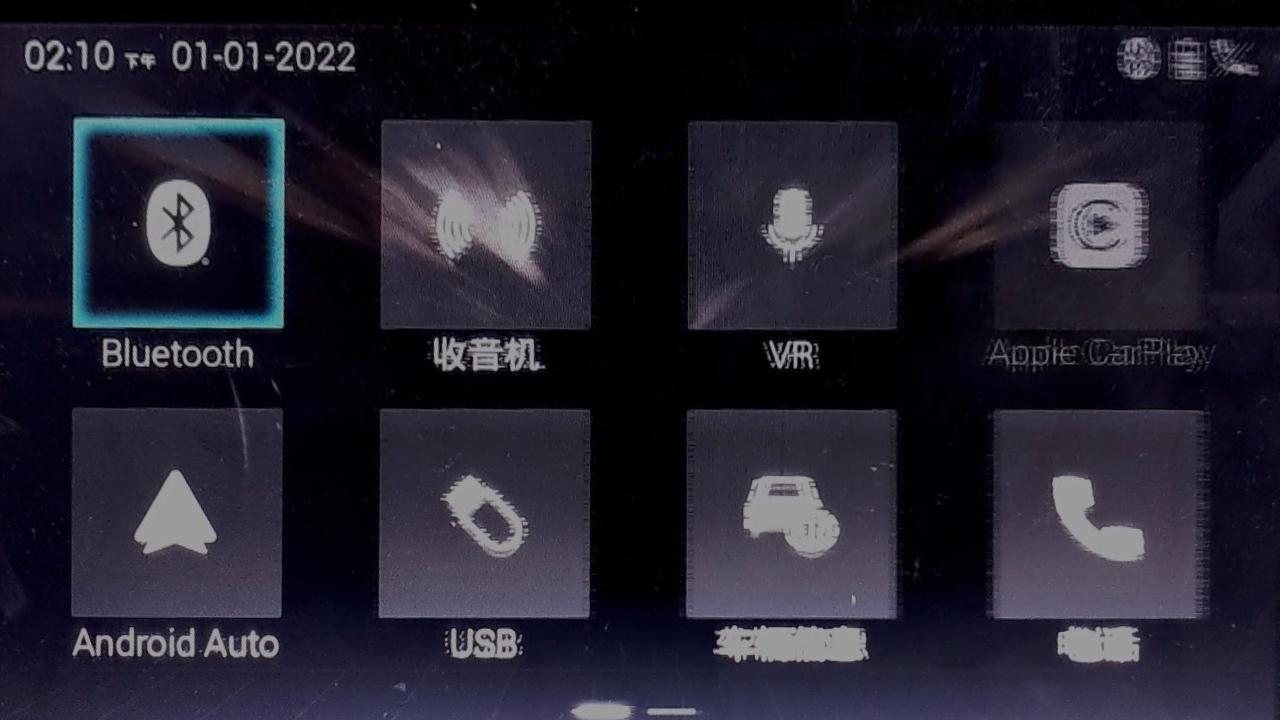 02:10 下午 01-01-2022
Bluetooth 收音机 VR Apple CarPlay
Android Auto USB 电话